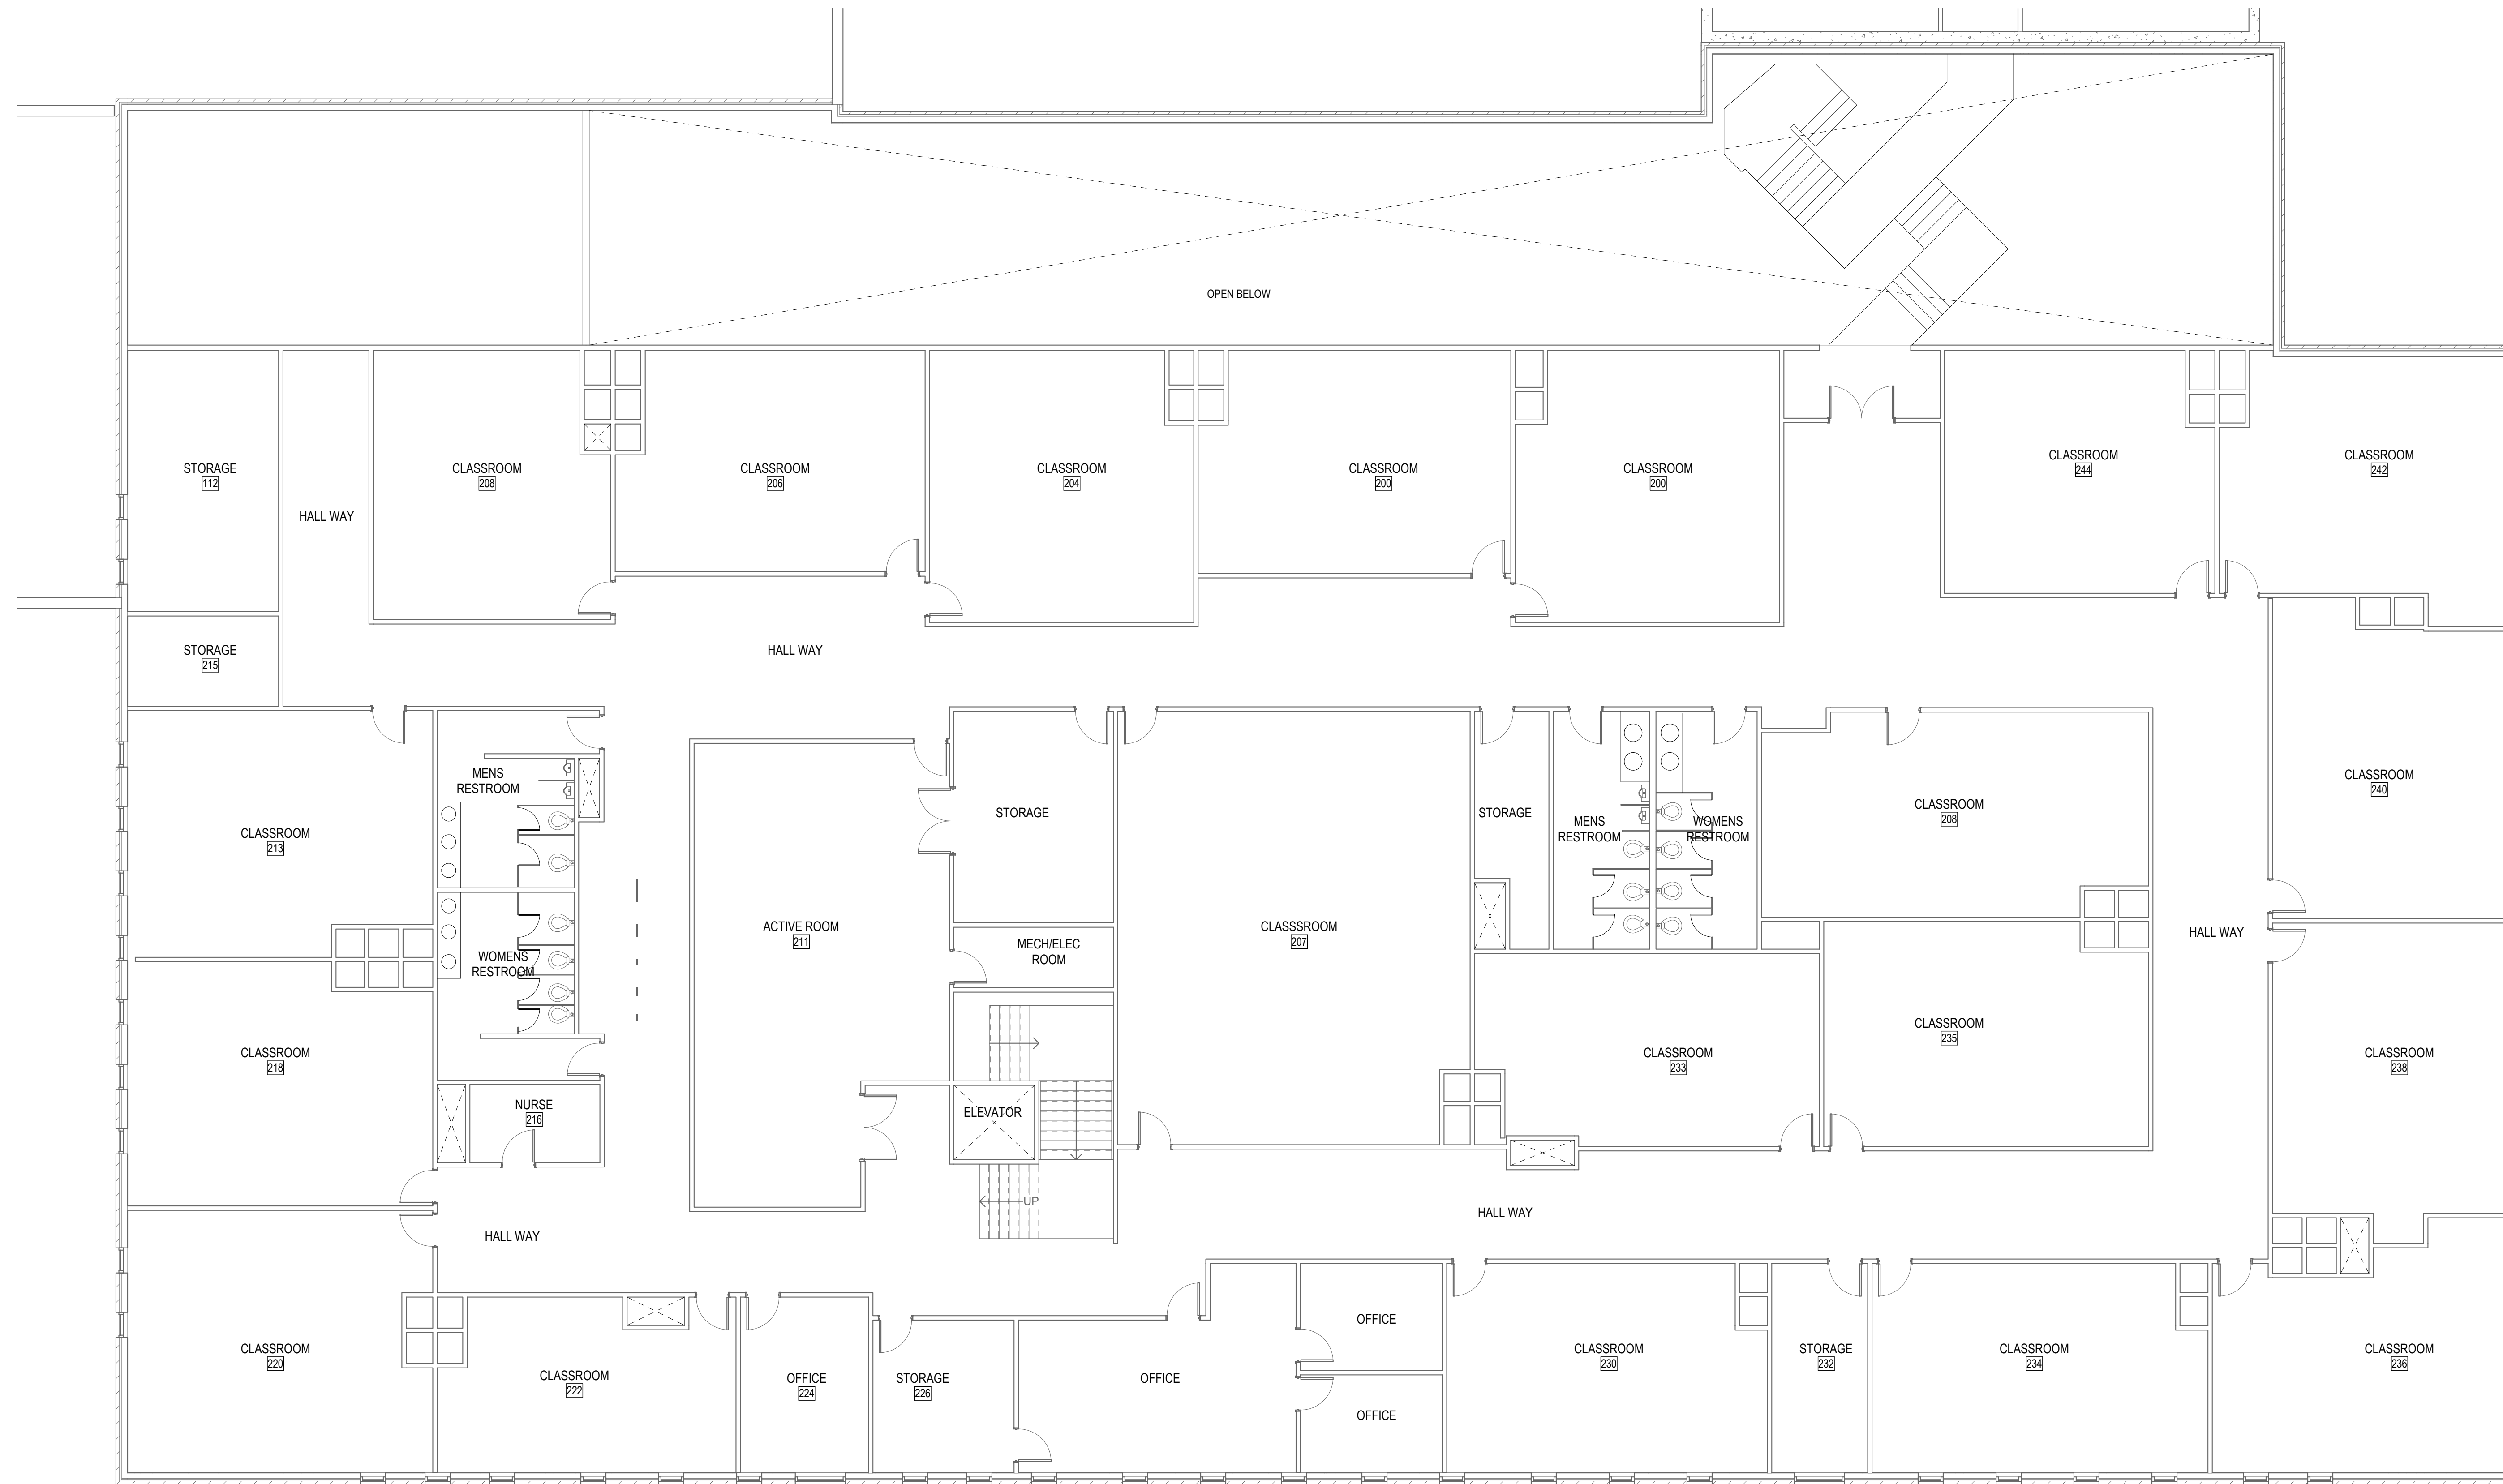 OPEN BELOW
STORAGE
112
CLASSROOM
208
CLASSROOM
206
CLASSROOM
204
CLASSROOM
200
CLASSROOM
200
CLASSROOM
244
CLASSROOM
242
HALL WAY
STORAGE
215
HALL WAY
MENS
RESTROOM
CLASSROOM
213
STORAGE
STORAGE
MENS
RESTROOM
WOMENS
RESTROOM
CLASSROOM
208
CLASSROOM
240
ACTIVE ROOM
211
CLASSSROOM
207
HALL WAY
WOMENS
RESTROOM
MECH/ELEC
ROOM
CLASSROOM
218
CLASSROOM
233
CLASSROOM
235
CLASSROOM
238
NURSE
216
ELEVATOR
UP
HALL WAY
HALL WAY
CLASSROOM
220
CLASSROOM
222
OFFICE
224
STORAGE
226
OFFICE
OFFICE
OFFICE
CLASSROOM
230
STORAGE
232
CLASSROOM
234
CLASSROOM
236